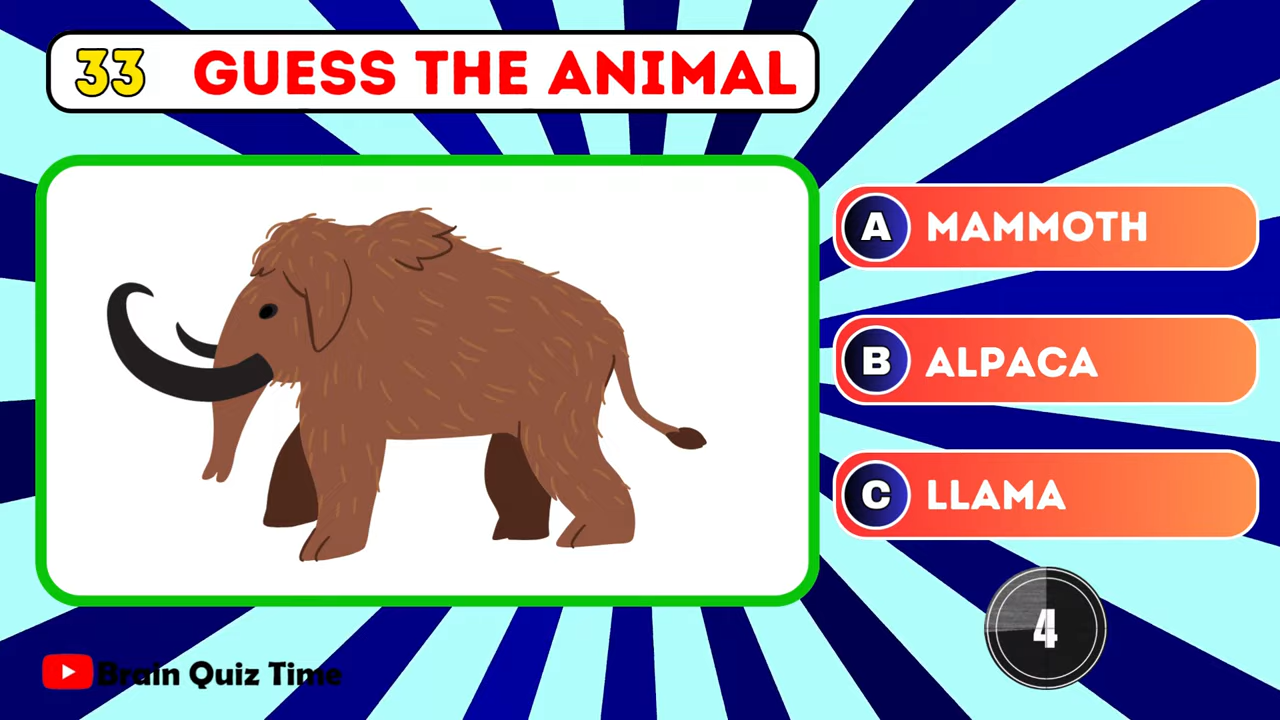 33 GUESS THE ANIMAL
A MAMMOTH
B ALPACA
C LLAMA
4
Brain Quiz Time